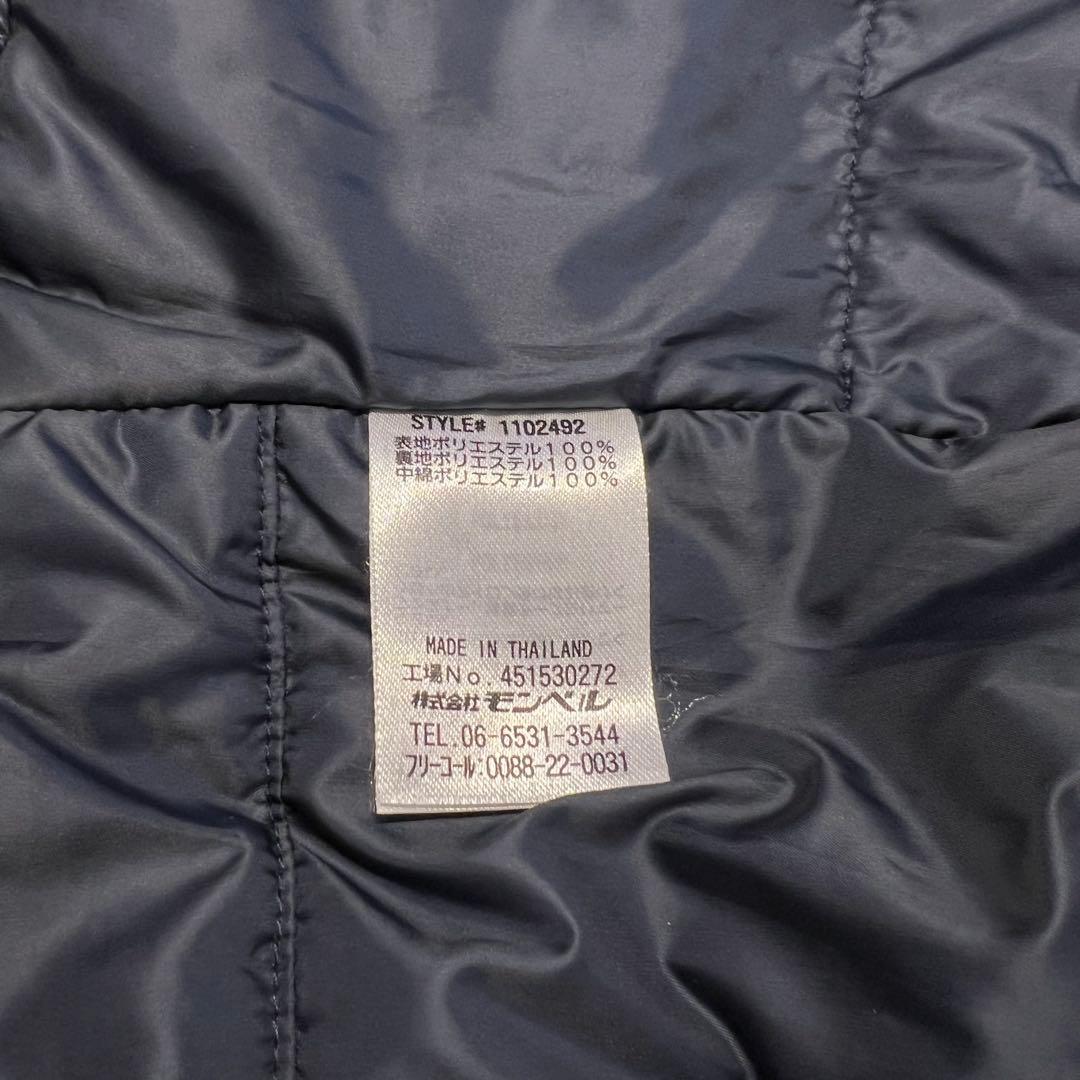 STYLE# 1102492
表地ポリエステル100%
裏地ポリエステル100%
中綿ポリエステル100%
MADE IN THAILAND
工場No. 451530272
株式会社モンベル
TEL.06-6531-3544
フリーコール:0088-22-0031